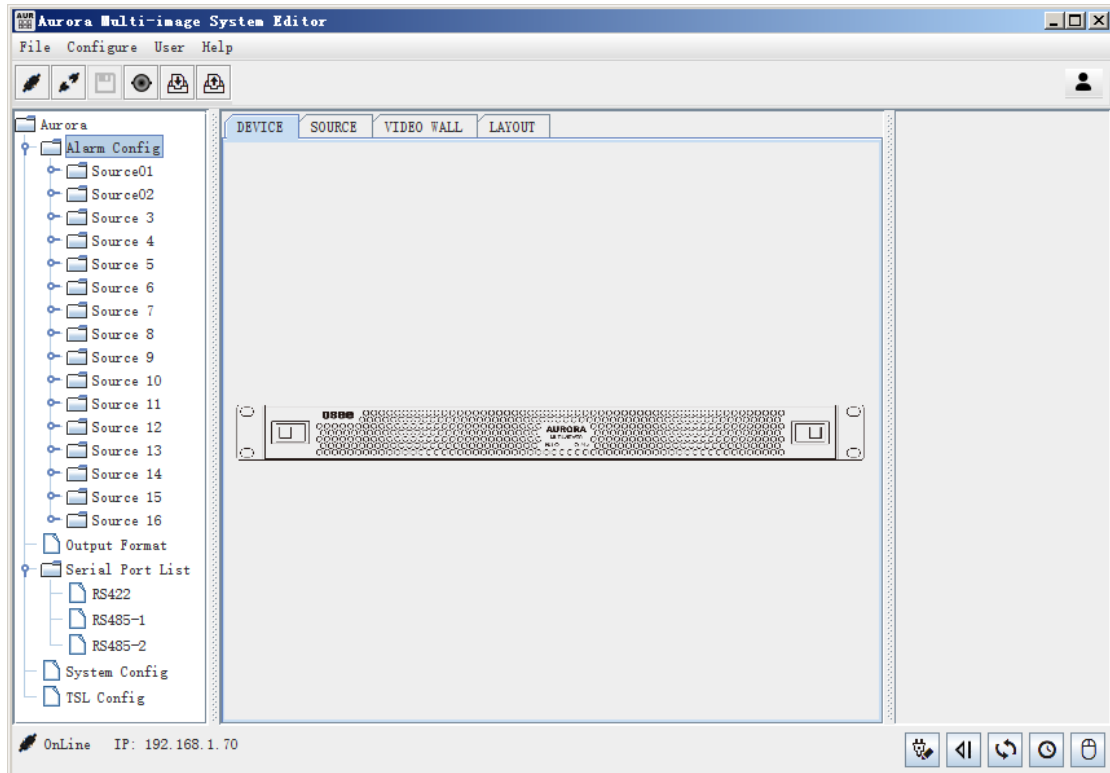 AUR Aurora Multi-image System Editor
File Configure User Help
Aurora
Alarm Config
Source01
Source02
Source 3
Source 4
Source 5
Source 6
Source 7
Source 8
Source 9
Source 10
Source 11
Source 12
Source 13
Source 14
Source 15
Source 16
Output Format
Serial Port List
RS422
RS485-1
RS485-2
System Config
TSL Config
DEVICE SOURCE VIDEO WALL LAYOUT
AURORA
OnLine IP: 192.168.1.70